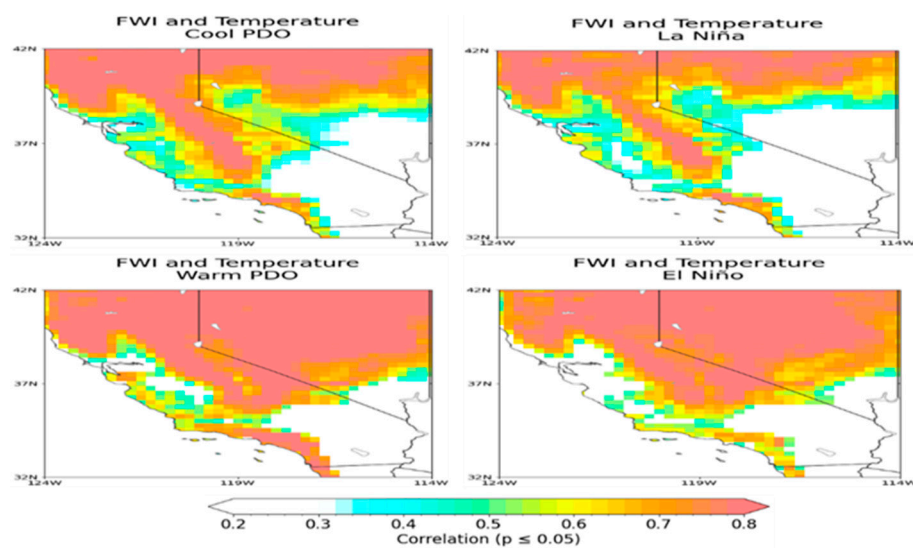 FWI and Temperature
Cool PDO
FWI and Temperature
La Niña
42N
37N
32N
124W
119W
114W
42N
37N
32N
124W
119W
114W
FWI and Temperature
Warm PDO
FWI and Temperature
El Niño
42N
37N
32N
124W
119W
114W
42N
37N
32N
124W
119W
114W
0.2 0.3 0.4 0.5 0.6 0.7 0.8
Correlation (p ≤ 0.05)